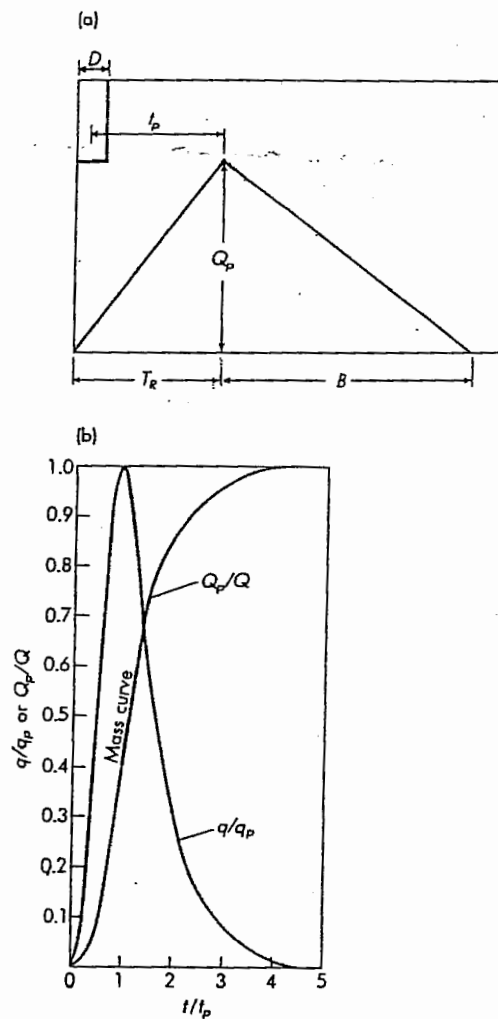 (a)
D
t_p
Q_p
T_R
B
(b)
1.0
0.9
0.8
0.7
0.6
0.5
0.4
0.3
0.2
0.1
q/q_p or Q_p/Q
Q_p/Q
Mass curve
q/q_p
0 1 2 3 4 5
t/t_p